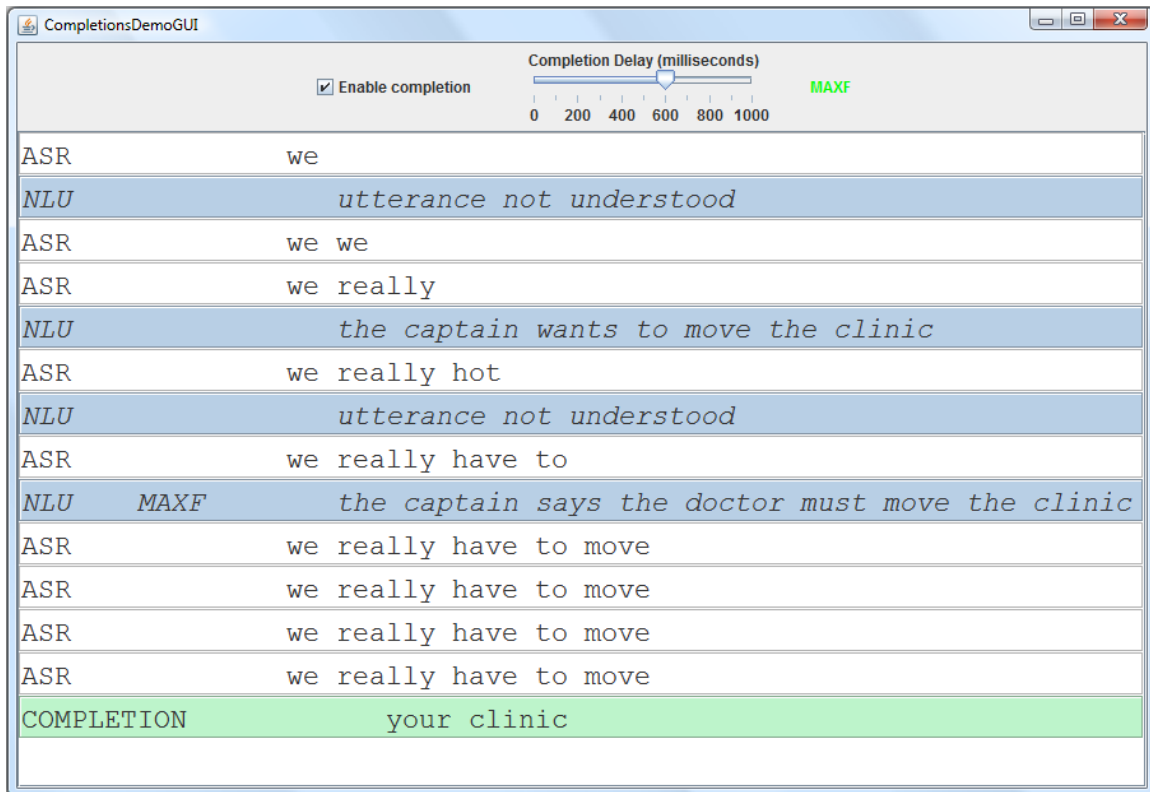 CompletionsDemoGUI
Completion Delay (milliseconds)
Enable completion
MAXF
0 200 400 600 800 1000
ASR we
NLU utterance not understood
ASR we we
ASR we really
NLU the captain wants to move the clinic
ASR we really hot
NLU utterance not understood
ASR we really have to
NLU MAXF the captain says the doctor must move the clinic
ASR we really have to move
ASR we really have to move
ASR we really have to move
ASR we really have to move
COMPLETION your clinic